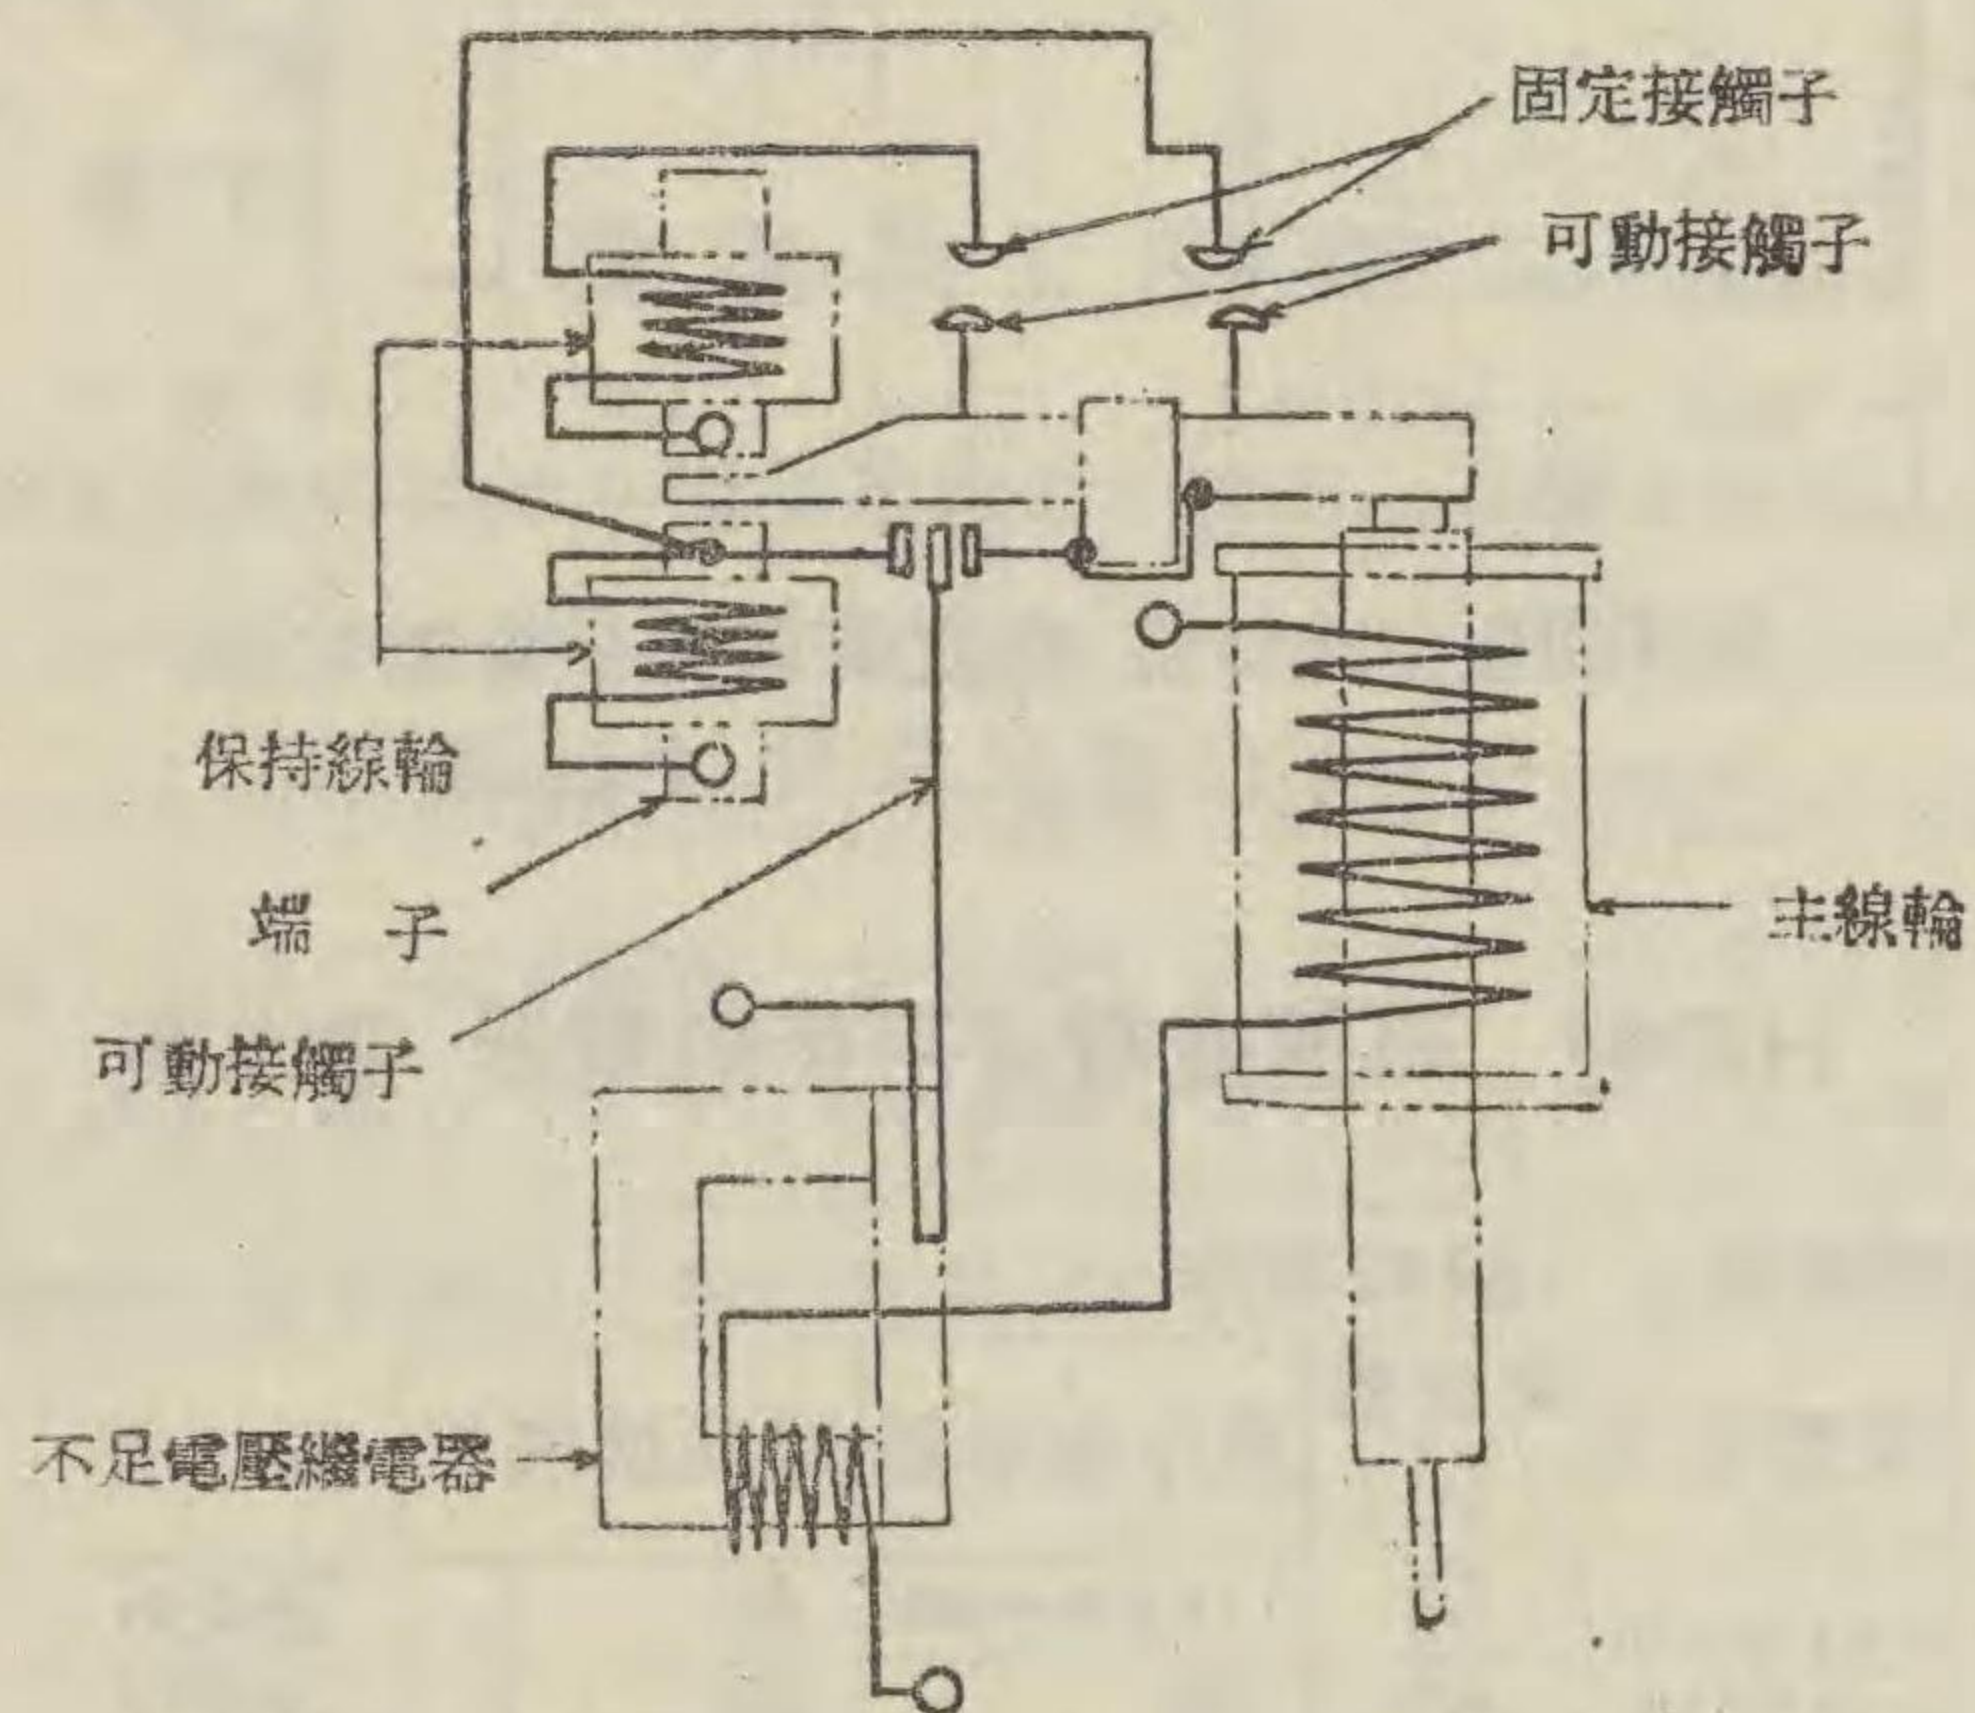 固定接觸子
可動接觸子
保持線輪
端 子
主線輪
可動接觸子
不足電壓繼電器